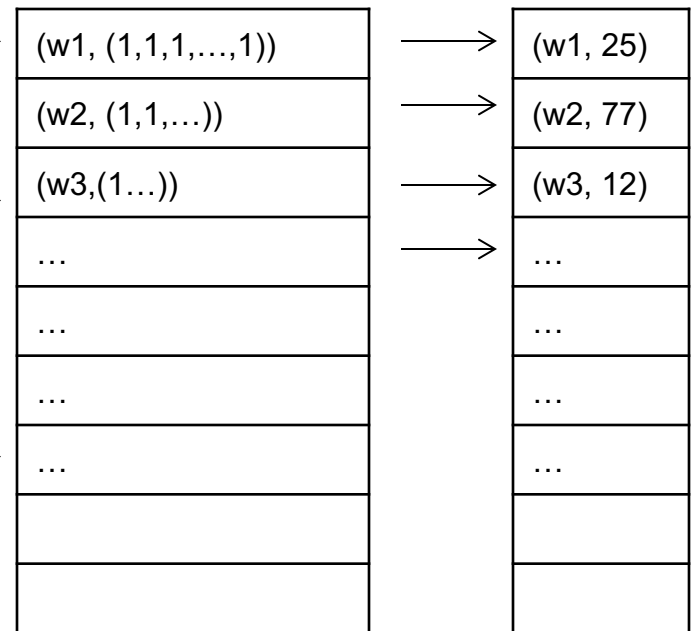 (w1, (1,1,1,…,1)) (w1, 25)
(w2, (1,1,…)) (w2, 77)
(w3,(1…)) (w3, 12)
… …
… …
… …
… …